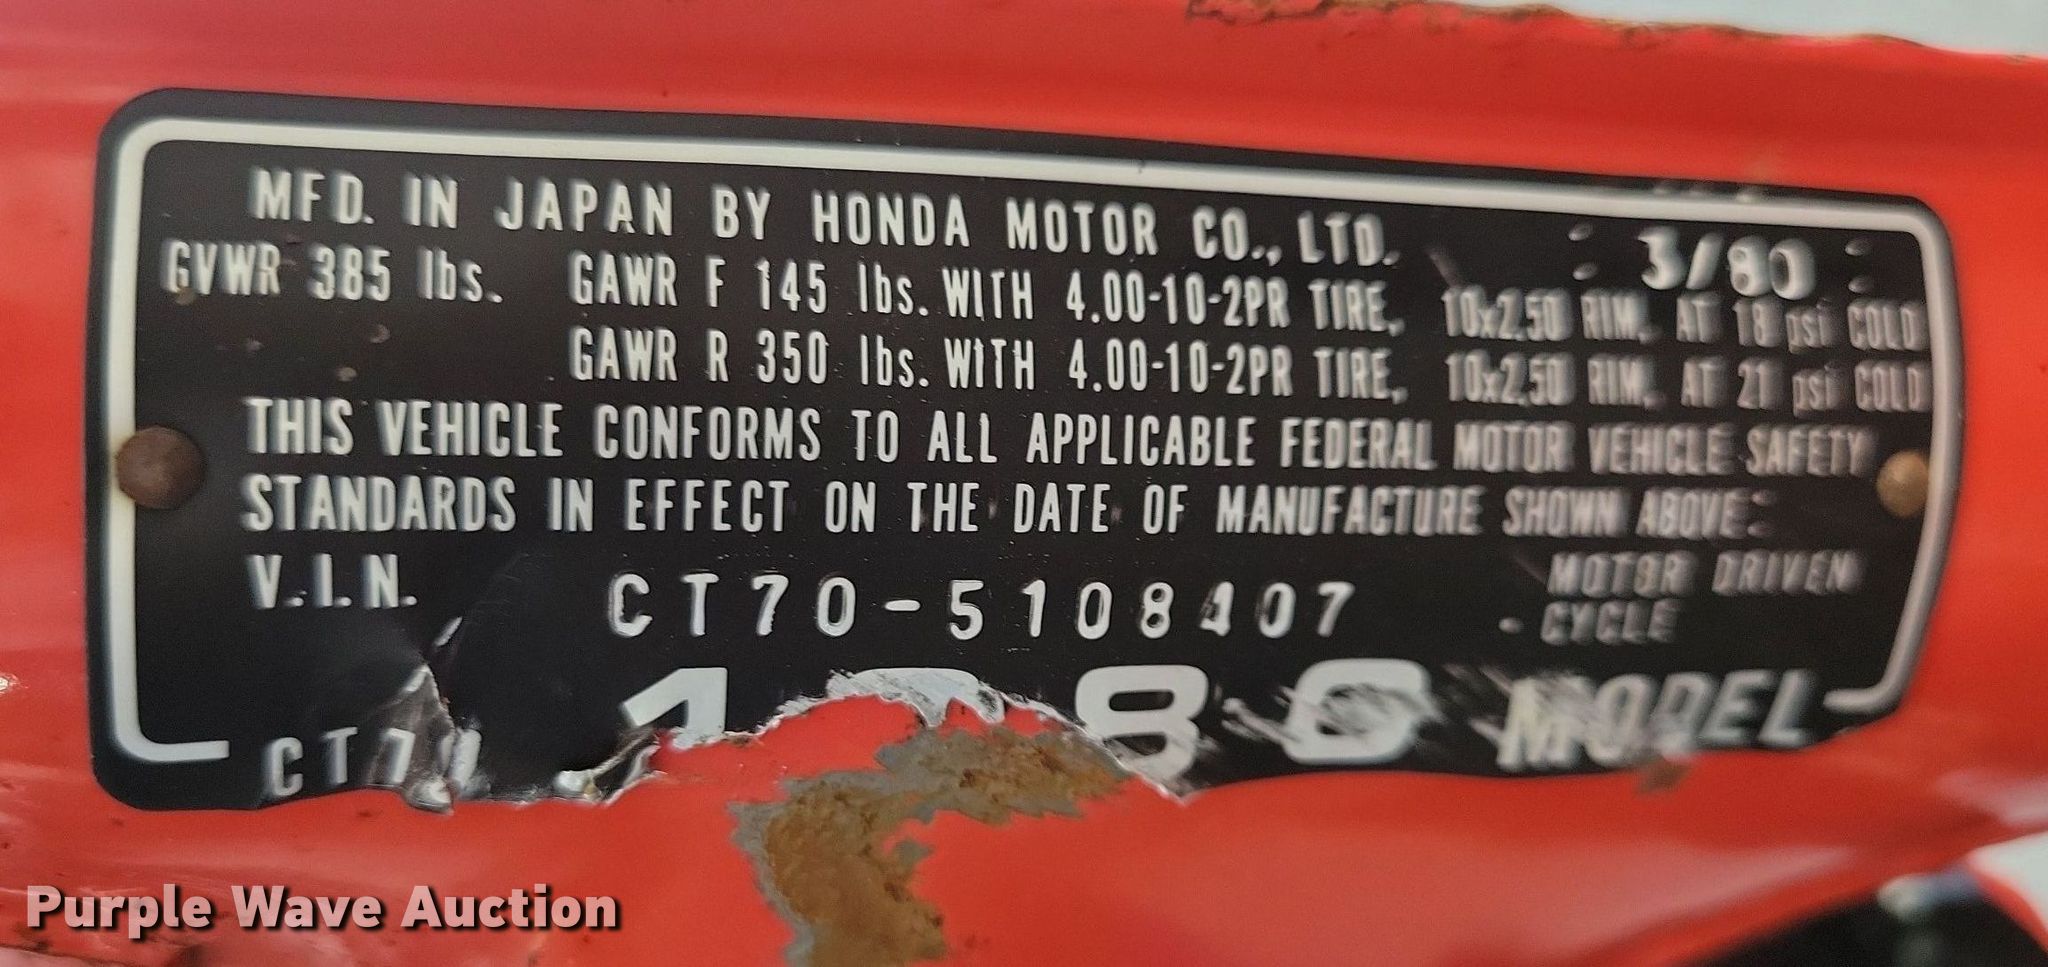 MFD. IN JAPAN BY HONDA MOTOR CO., LTD. 3/80
GVWR 385 lbs. GAWR F 145 lbs. WITH 4.00-10-2PR TIRE, 10x2.50 RIM, AT 18 psi COLD
GAWR R 350 lbs. WITH 4.00-10-2PR TIRE, 10x2.50 RIM, AT 21 psi COLD
THIS VEHICLE CONFORMS TO ALL APPLICABLE FEDERAL MOTOR VEHICLE SAFETY
STANDARDS IN EFFECT ON THE DATE OF MANUFACTURE SHOWN ABOVE.
V.I.N. MOTOR DRIVEN
CYCLE
MODEL
Purple Wave Auction